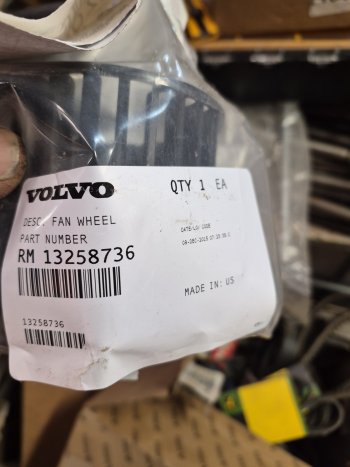 VOLVO
QTY 1 EA
DESC. FAN WHEEL
PART NUMBER
RM 13258736
MADE IN: US
13258736